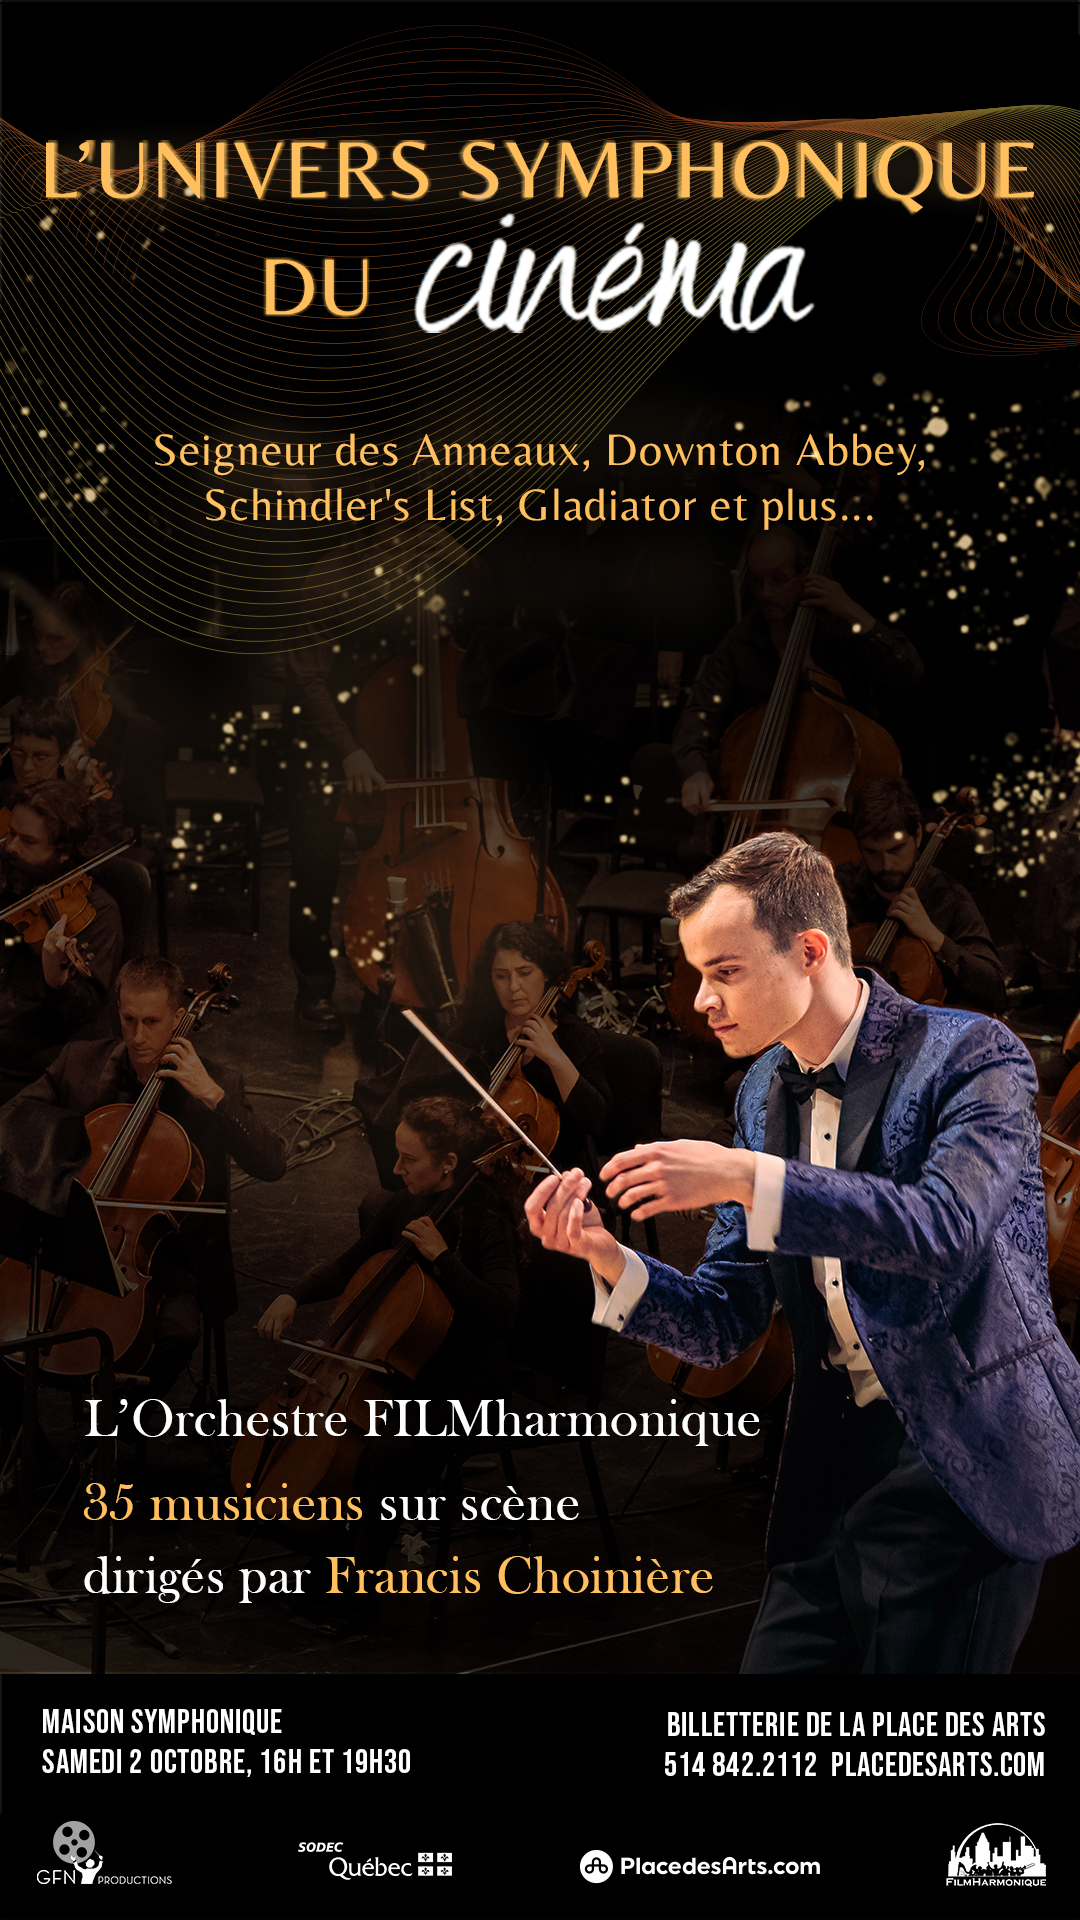 L'UNIVERS SYMPHONIQUE
DU cinéma
Seigneur des Anneaux, Downton Abbey,
Schindler's List, Gladiator et plus...
L'Orchestre FILMharmonique
35 musiciens sur scène
dirigés par Francis Choinière
MAISON SYMPHONIQUE
SAMEDI 2 OCTOBRE, 16H ET 19H30
BILLETTERIE DE LA PLACE DES ARTS
514 842.2112 PLACEDESARTS.COM
GFN PRODUCTIONS
SODEC
Québec
PlacedesArts.com
FILMHARMONIQUE